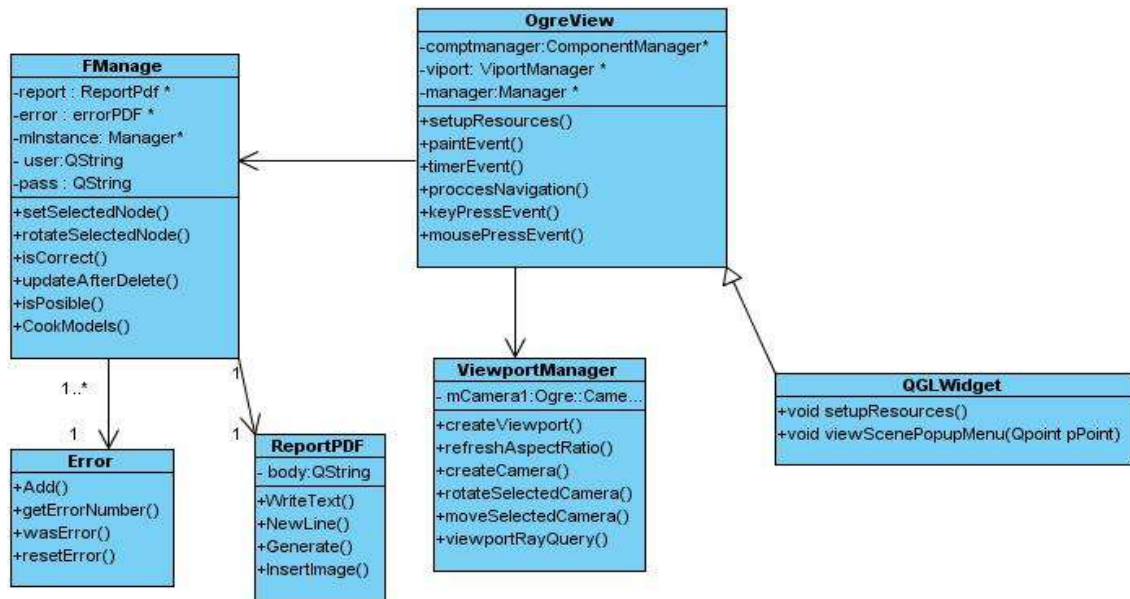 FManage
-report : ReportPdf *
-error : errorPDF *
-mInstance: Manager*
- user:QString
-pass : QString
+setSelectedNode()
+rotateSelectedNode()
+isCorrect()
+updateAfterDelete()
+isPosible()
+CookModels()
OgreView
-comptmanager:ComponentManager*
-viport: ViportManager *
-manager:Manager *
+setupResources()
+paintEvent()
+timerEvent()
+proccesNavigation()
+keyPressEvent()
+mousePressEvent()
1..*
1
1
1
Error
+Add()
+getErrorNumber()
+wasError()
+resetError()
ReportPDF
- body:QString
+WriteText()
+NewLine()
+Generate()
+InsertImage()
ViewportManager
- mCamera1:Ogre::Came...
+createViewport()
+refreshAspectRatio()
+createCamera()
+rotateSelectedCamera()
+moveSelectedCamera()
+viewportRayQuery()
QGLWidget
+void setupResources()
+void viewScenePopupMenu(Qpoint pPoint)